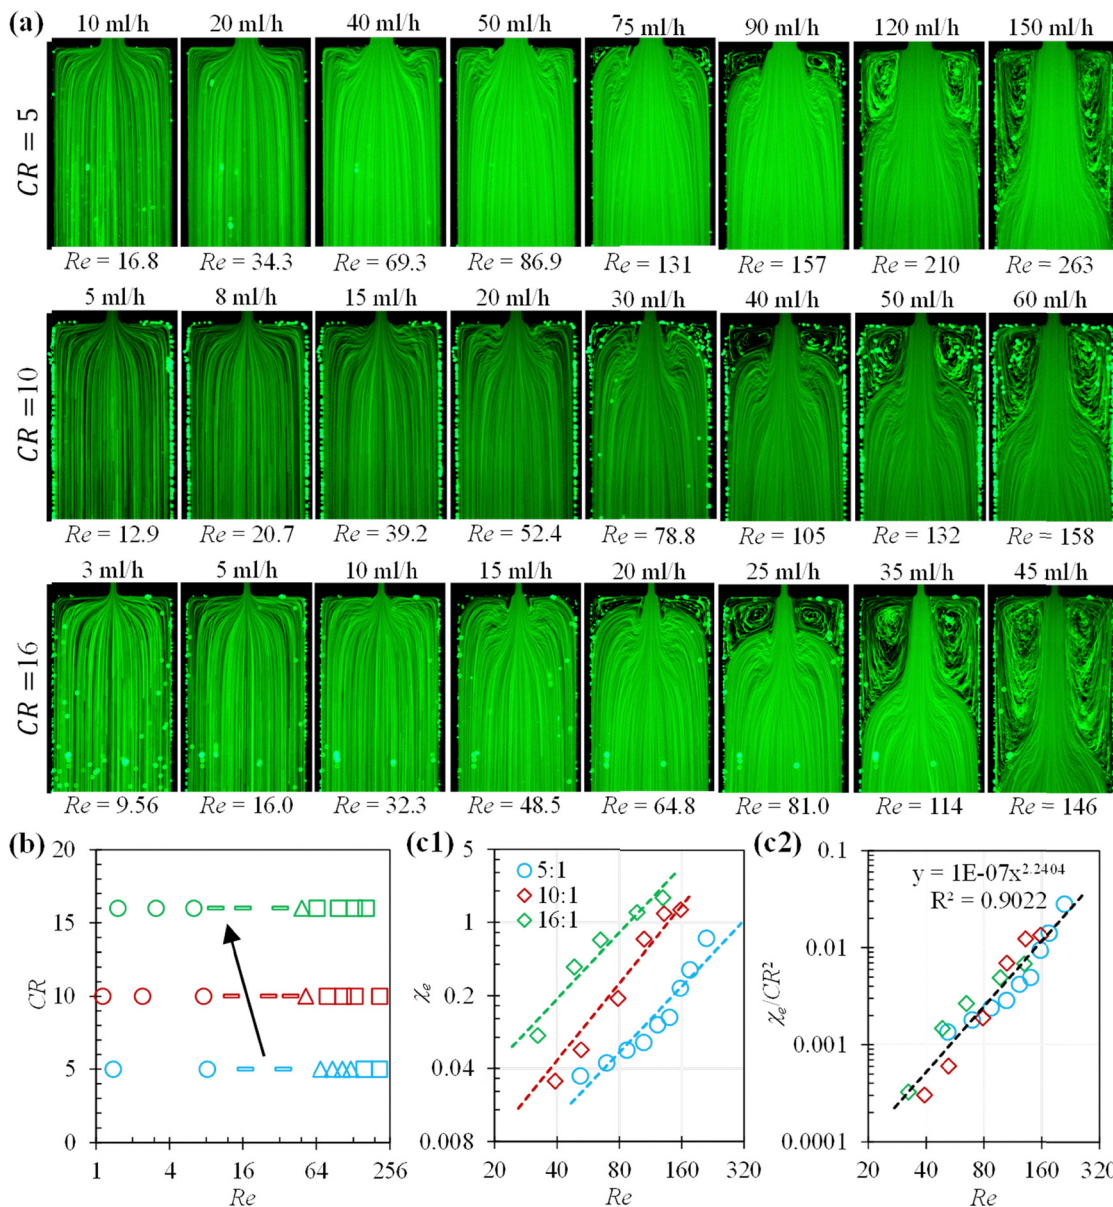 (a) 10 ml/h 20 ml/h 40 ml/h 50 ml/h 75 ml/h 90 ml/h 120 ml/h 150 ml/h
CR = 5
Re = 16.8 Re = 34.3 Re = 69.3 Re = 86.9 Re = 131 Re = 157 Re = 210 Re = 263
5 ml/h 8 ml/h 15 ml/h 20 ml/h 30 ml/h 40 ml/h 50 ml/h 60 ml/h
CR = 10
Re = 12.9 Re = 20.7 Re = 39.2 Re = 52.4 Re = 78.8 Re = 105 Re = 132 Re = 158
3 ml/h 5 ml/h 10 ml/h 15 ml/h 20 ml/h 25 ml/h 35 ml/h 45 ml/h
CR =16
Re = 9.56 Re = 16.0 Re = 32.3 Re = 48.5 Re = 64.8 Re = 81.0 Re = 114 Re = 146
(b)
20
15
10
5
0
CR
1 4 16 64 256
Re
(c1)
5
1
0.2
0.04
0.008
χe
5:1
10:1
16:1
20 40 80 160 320
Re
(c2)
0.1
0.01
0.001
0.0001
χe/CR²
y = 1E-07x^2.2404
R² = 0.9022
20 40 80 160 320
Re